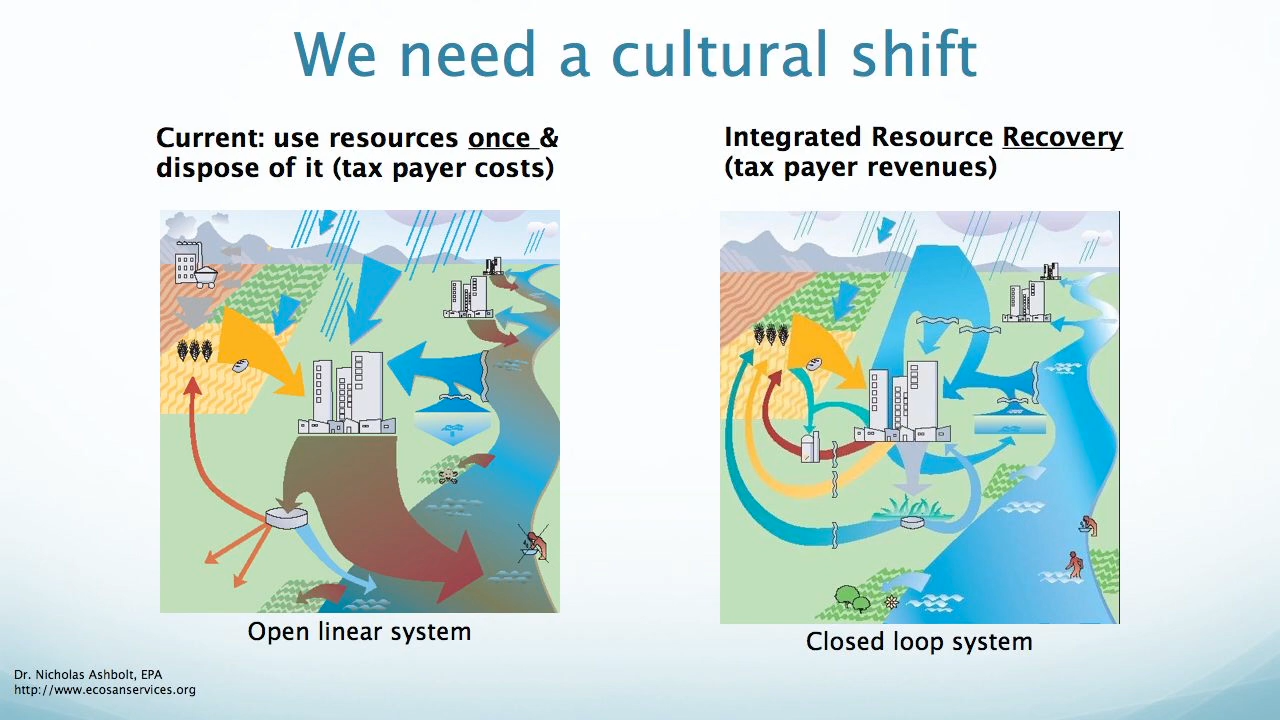 We need a cultural shift
Current: use resources once &
dispose of it (tax payer costs)
Integrated Resource Recovery
(tax payer revenues)
Open linear system
Closed loop system
Dr. Nicholas Ashbolt, EPA
http://www.ecosanservices.org